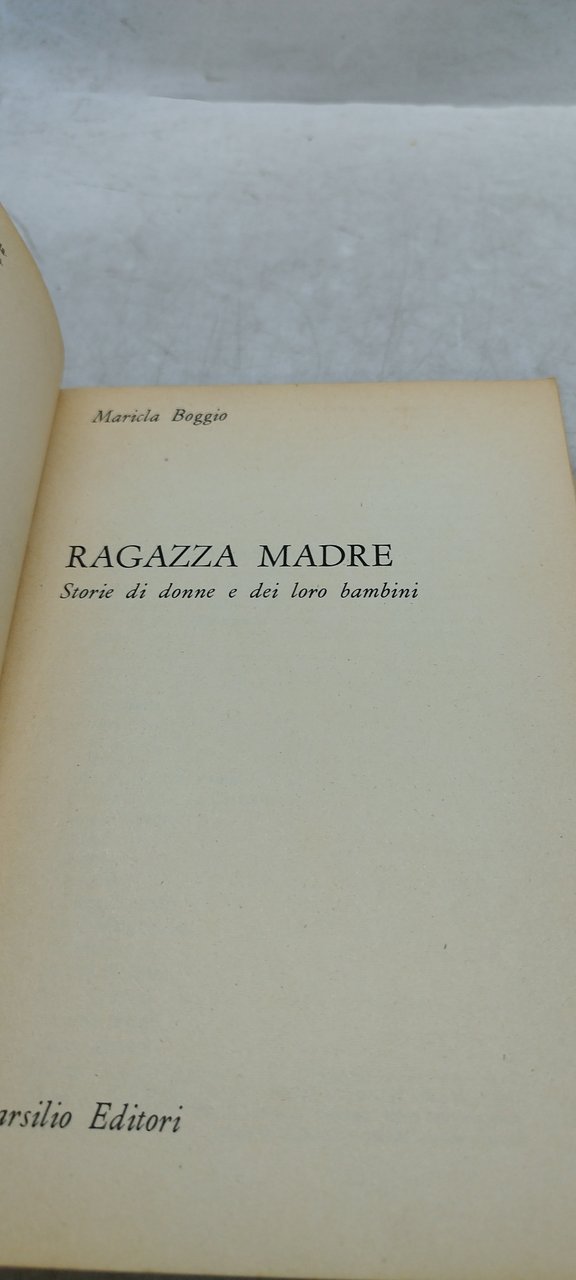 Maricla Boggio
RAGAZZA MADRE
Storie di donne e dei loro bambini
arsilio Editori